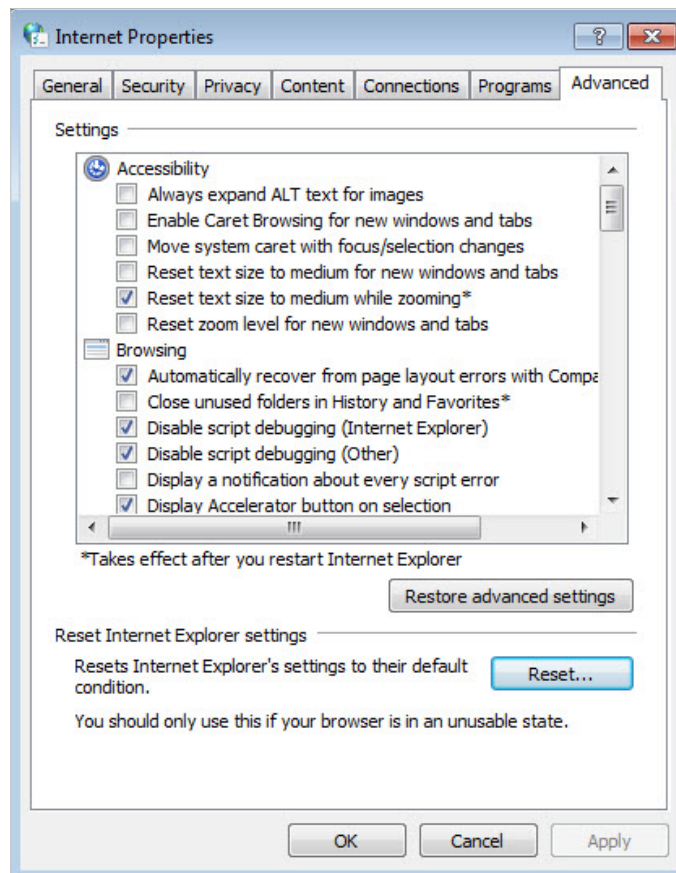 Internet Properties
General Security Privacy Content Connections Programs Advanced
Settings
Accessibility
Always expand ALT text for images
Enable Caret Browsing for new windows and tabs
Move system caret with focus/selection changes
Reset text size to medium for new windows and tabs
Reset text size to medium while zooming*
Reset zoom level for new windows and tabs
Browsing
Automatically recover from page layout errors with Compa
Close unused folders in History and Favorites*
Disable script debugging (Internet Explorer)
Disable script debugging (Other)
Display a notification about every script error
Display Accelerator button on selection
*Takes effect after you restart Internet Explorer
Restore advanced settings
Reset Internet Explorer settings
Resets Internet Explorer's settings to their default
condition.
Reset...
You should only use this if your browser is in an unusable state.
OK Cancel Apply